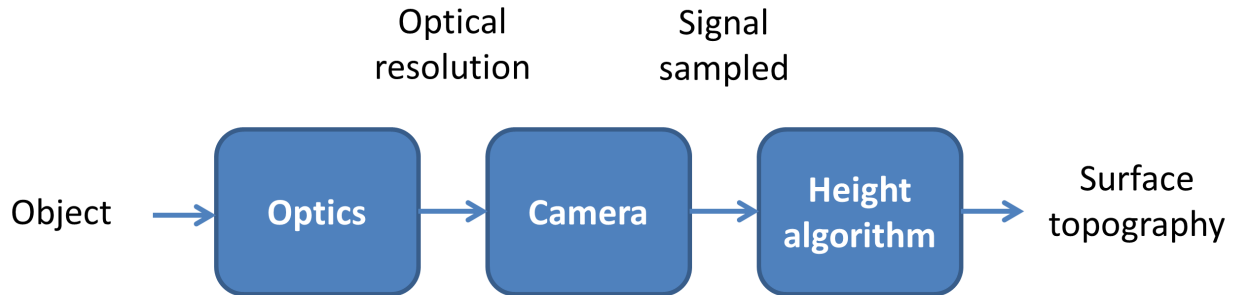 Optical
resolution
Signal
sampled
Object
Optics
Camera
Height
algorithm
Surface
topography